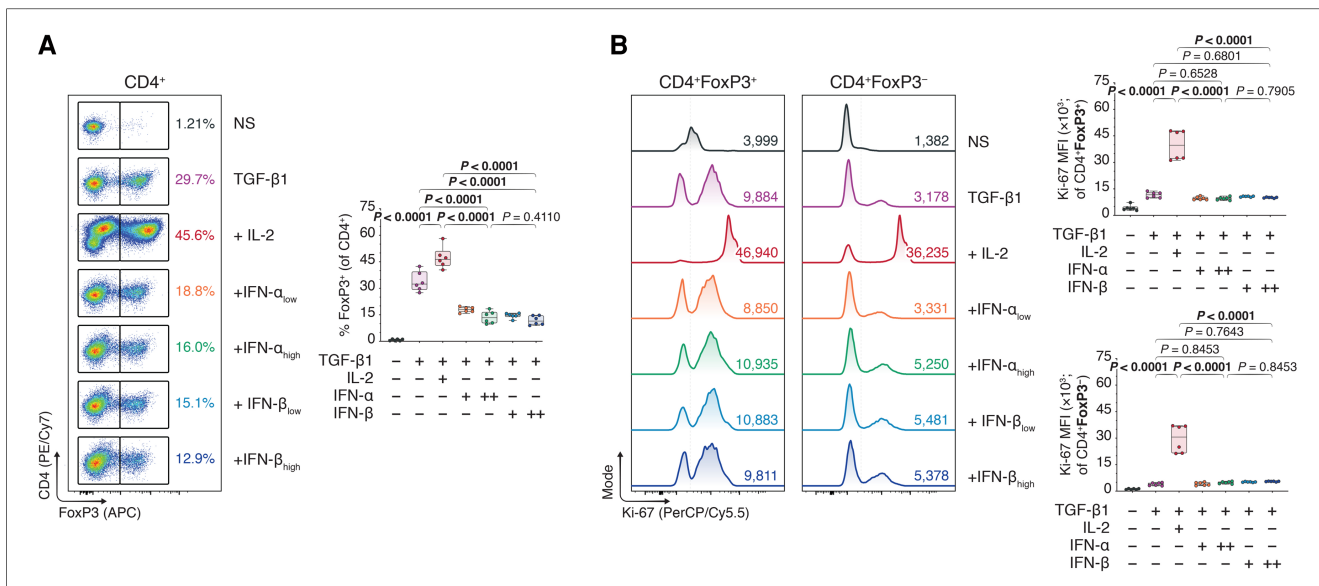 A
CD4⁺
1.21% NS
29.7% TGF-β1
45.6% + IL-2
18.8% +IFN-αlow
16.0% +IFN-αhigh
15.1% + IFN-βlow
12.9% +IFN-βhigh
CD4 (PE/Cy7)
FoxP3 (APC)
P < 0.0001
P < 0.0001
P < 0.0001
P < 0.0001 P < 0.0001 P = 0.4110
% FoxP3⁺ (of CD4⁺)
75
60
45
30
15
0
TGF-β1 – + + + + + +
IL-2 – – + – – – –
IFN-α – – – + ++ – –
IFN-β – – – – – + ++
B
CD4⁺FoxP3⁺ CD4⁺FoxP3⁻
3,999 1,382 NS
9,884 3,178 TGF-β1
46,940 36,235 + IL-2
8,850 3,331 +IFN-αlow
10,935 5,250 +IFN-αhigh
10,883 5,481 + IFN-βlow
9,811 5,378 +IFN-βhigh
Mode
Ki-67 (PerCP/Cy5.5)
P < 0.0001
P = 0.6801
P = 0.6528
P < 0.0001 P < 0.0001 P = 0.7905
Ki-67 MFI (×10³;
of CD4⁺FoxP3⁺)
75
60
45
30
15
0
TGF-β1 – + + + + + +
IL-2 – – + – – – –
IFN-α – – – + ++ – –
IFN-β – – – – – + ++
P < 0.0001
P = 0.7643
P = 0.8453
P < 0.0001 P < 0.0001 P = 0.8453
Ki-67 MFI (×10³;
of CD4⁺FoxP3⁻)
75
60
45
30
15
0
TGF-β1 – + + + + + +
IL-2 – – + – – – –
IFN-α – – – + ++ – –
IFN-β – – – – – + ++